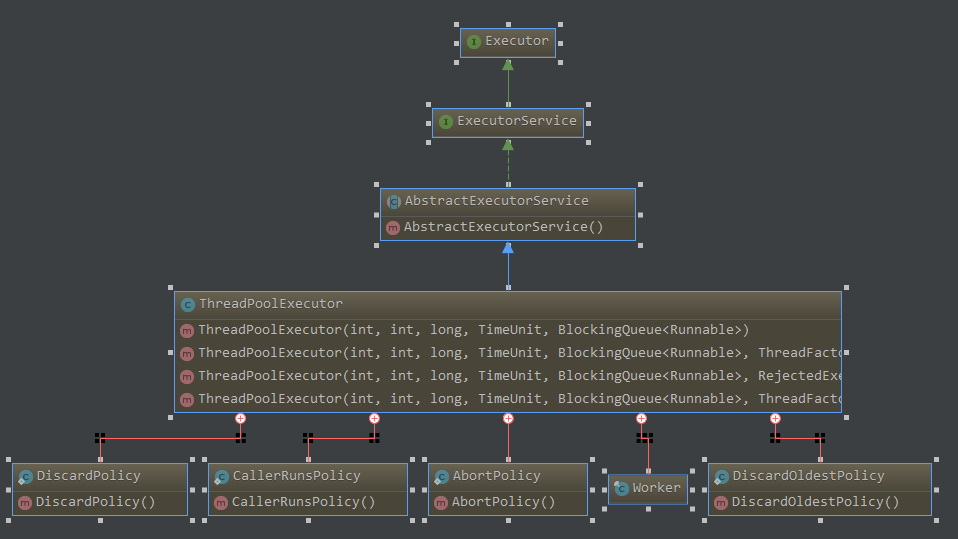 Executor
ExecutorService
AbstractExecutorService
AbstractExecutorService()
ThreadPoolExecutor
ThreadPoolExecutor(int, int, long, TimeUnit, BlockingQueue<Runnable>)
ThreadPoolExecutor(int, int, long, TimeUnit, BlockingQueue<Runnable>, ThreadFacto
ThreadPoolExecutor(int, int, long, TimeUnit, BlockingQueue<Runnable>, RejectedExe
ThreadPoolExecutor(int, int, long, TimeUnit, BlockingQueue<Runnable>, ThreadFacto
DiscardPolicy
DiscardPolicy()
CallerRunsPolicy
CallerRunsPolicy()
AbortPolicy
AbortPolicy()
Worker
DiscardOldestPolicy
DiscardOldestPolicy()